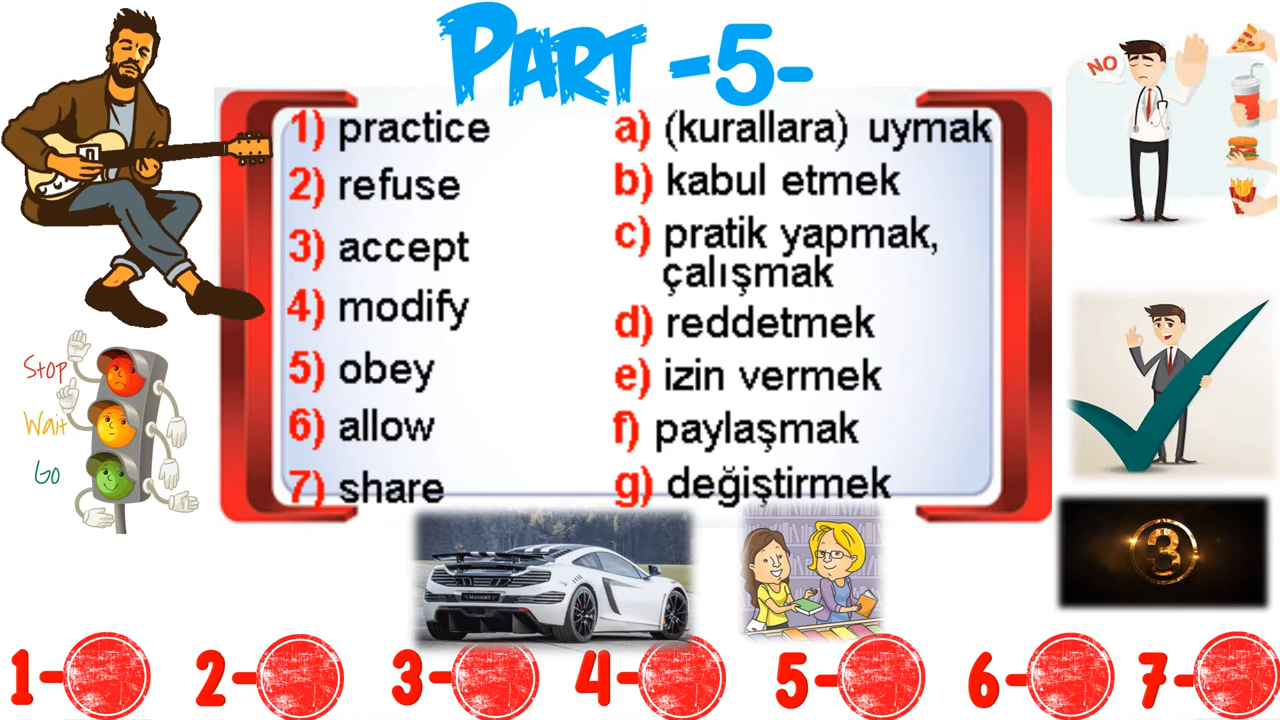 PART -5-
1) practice
2) refuse
3) accept
4) modify
5) obey
6) allow
7) share
a) (kurallara) uymak
b) kabul etmek
c) pratik yapmak,
çalışmak
d) reddetmek
e) izin vermek
f) paylaşmak
g) değiştirmek
NO
Stop
Wait
Go
3
1- 2- 3- 4- 5- 6- 7-